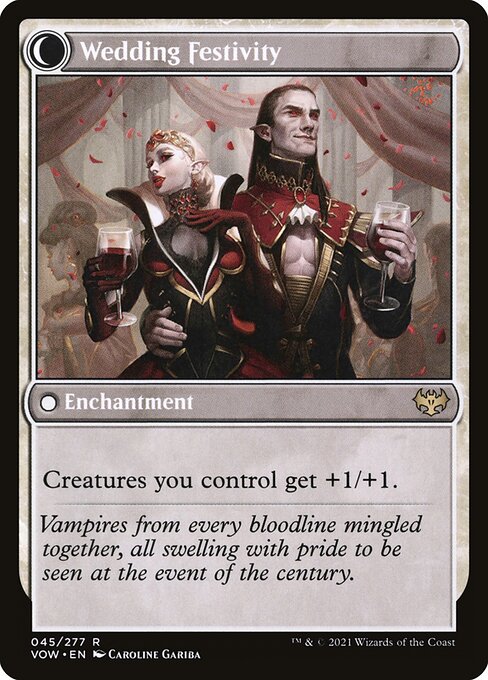 Wedding Festivity
Enchantment
Creatures you control get +1/+1.
Vampires from every bloodline mingled
together, all swelling with pride to be
seen at the event of the century.
045/277 R
VOW • EN Caroline Gariba
™ & © 2021 Wizards of the Coast